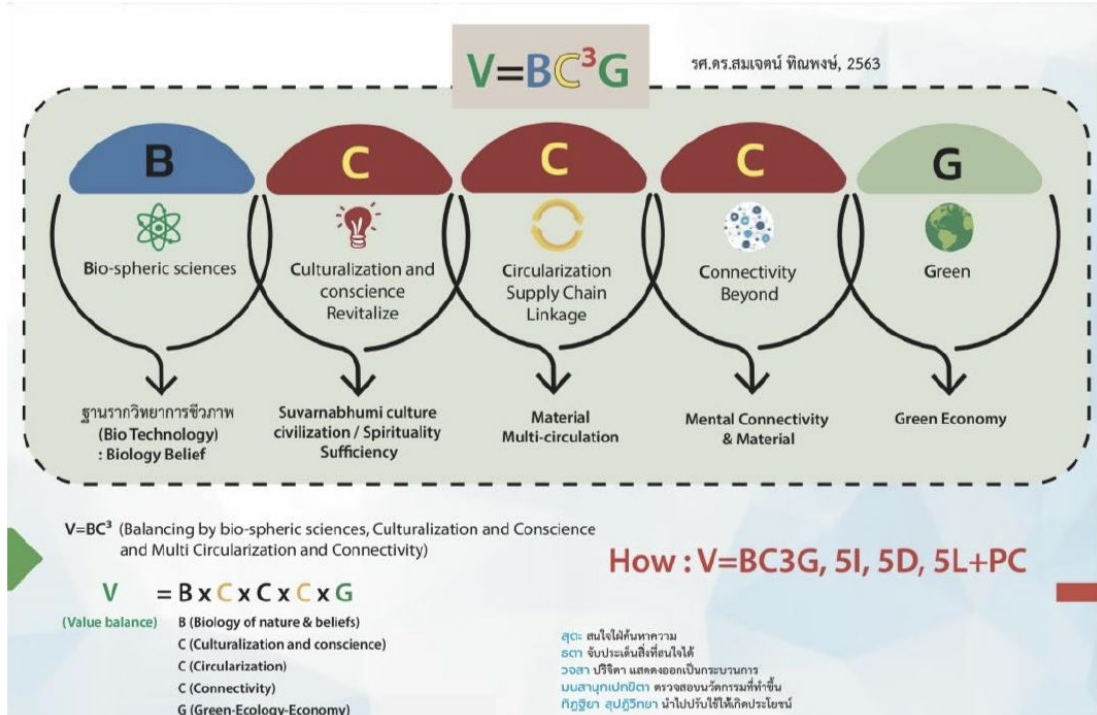 V=BC³G
รศ.ดร.สมเจตน์ ทิณพงษ์, 2563
B
C
C
C
G
Bio-spheric sciences
Culturalization and
conscience
Revitalize
Circularization
Supply Chain
Linkage
Connectivity
Beyond
Green
ฐานรากวิทยาการชีวภาพ
(Bio Technology)
: Biology Belief
Suvarnabhumi culture
civilization / Spirituality
Sufficiency
Material
Multi-circulation
Mental Connectivity
& Material
Green Economy
V=BC³ (Balancing by bio-spheric sciences, Culturalization and Conscience
and Multi Circularization and Connectivity)
V = B x C x C x C x G
(Value balance) B (Biology of nature & beliefs)
C (Culturalization and conscience)
C (Circularization)
C (Connectivity)
G (Green-Ecology-Economy)
How : V=BC3G, 5I, 5D, 5L+PC
สุตะ สนใจใฝ่ค้นหาความ
ธตา จับประเด็นสิ่งที่สนใจได้
วจสา ปริจิตา แสดงออกเป็นกระบวนการ
มนสานุกเปกขิตา ตรวจสอบนวัตกรรมที่ทำขึ้น
ทิฏฐิยา สุปฏิวิทยา นำไปปรับใช้ให้เกิดประโยชน์